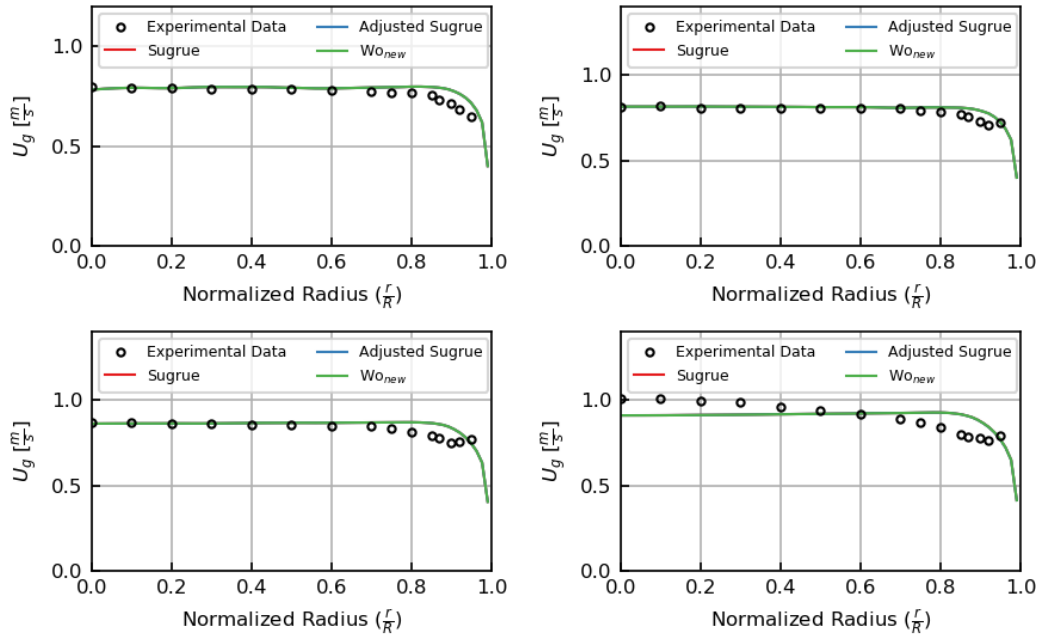 Experimental Data Adjusted Sugrue
Sugrue Wo_new
1.0
0.5
0.0
U_g [m/s]
0.0 0.2 0.4 0.6 0.8 1.0
Normalized Radius (r/R)
Experimental Data Adjusted Sugrue
Sugrue Wo_new
1.0
0.5
0.0
U_g [m/s]
0.0 0.2 0.4 0.6 0.8 1.0
Normalized Radius (r/R)
Experimental Data Adjusted Sugrue
Sugrue Wo_new
1.0
0.5
0.0
U_g [m/s]
0.0 0.2 0.4 0.6 0.8 1.0
Normalized Radius (r/R)
Experimental Data Adjusted Sugrue
Sugrue Wo_new
1.0
0.5
0.0
U_g [m/s]
0.0 0.2 0.4 0.6 0.8 1.0
Normalized Radius (r/R)